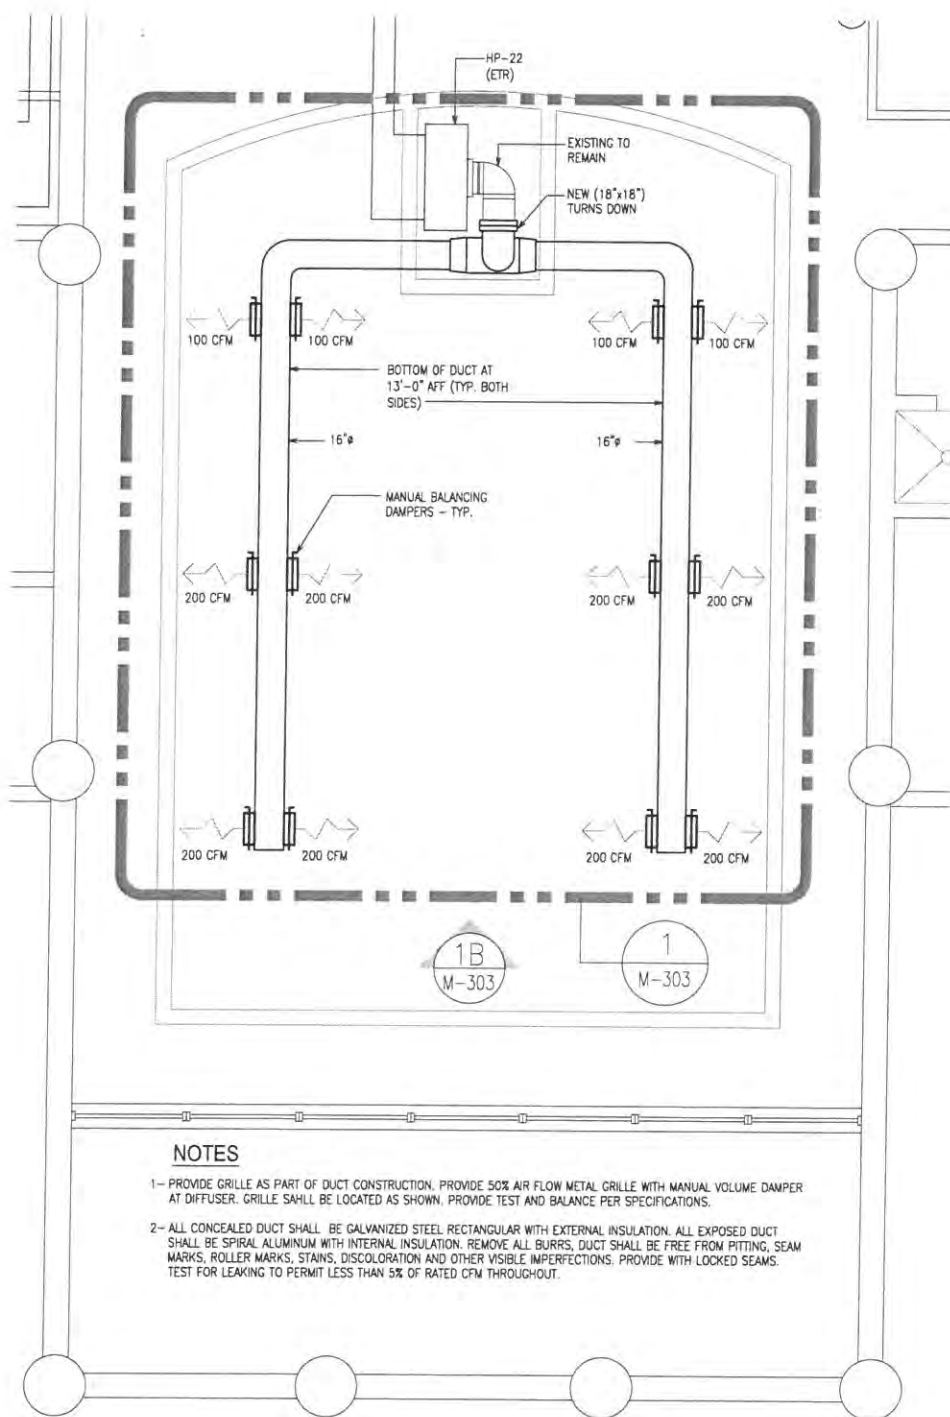 HP-22
(ETR)
EXISTING TO
REMAIN
NEW (18"x18")
TURNS DOWN
100 CFM
100 CFM
100 CFM
100 CFM
BOTTOM OF DUCT AT
13'-0" AFF (TYP. BOTH
SIDES)
16"ø
16"ø
MANUAL BALANCING
DAMPERS - TYP.
200 CFM
200 CFM
200 CFM
200 CFM
200 CFM
200 CFM
200 CFM
200 CFM
1B
M-303
1
M-303
NOTES
1- PROVIDE GRILLE AS PART OF DUCT CONSTRUCTION. PROVIDE 50% AIR FLOW METAL GRILLE WITH MANUAL VOLUME DAMPER
AT DIFFUSER. GRILLE SAHLL BE LOCATED AS SHOWN. PROVIDE TEST AND BALANCE PER SPECIFICATIONS.
2- ALL CONCEALED DUCT SHALL BE GALVANIZED STEEL RECTANGULAR WITH EXTERNAL INSULATION. ALL EXPOSED DUCT
SHALL BE SPIRAL ALUMINUM WITH INTERNAL INSULATION. REMOVE ALL BURRS, DUCT SHALL BE FREE FROM PITTING, SEAM
MARKS, ROLLER MARKS, STAINS, DISCOLORATION AND OTHER VISIBLE IMPERFECTIONS. PROVIDE WITH LOCKED SEAMS.
TEST FOR LEAKING TO PERMIT LESS THAN 5% OF RATED CFM THROUGHOUT.